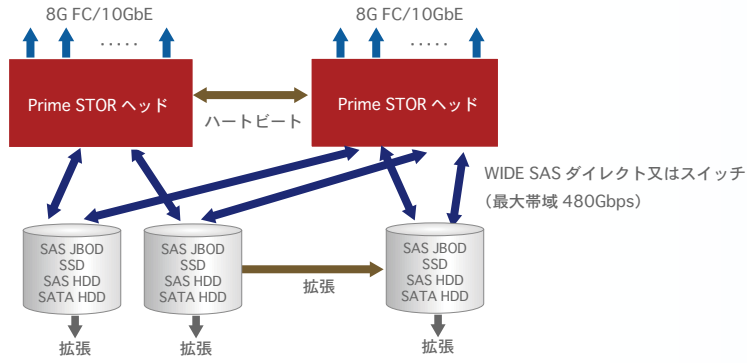 8G FC/10GbE
8G FC/10GbE
Prime STOR ヘッド
Prime STOR ヘッド
ハートビート
WIDE SAS ダイレクト又はスイッチ
（最大帯域 480Gbps）
SAS JBOD
SSD
SAS HDD
SATA HDD
SAS JBOD
SSD
SAS HDD
SATA HDD
SAS JBOD
SSD
SAS HDD
SATA HDD
拡張
拡張
拡張
拡張